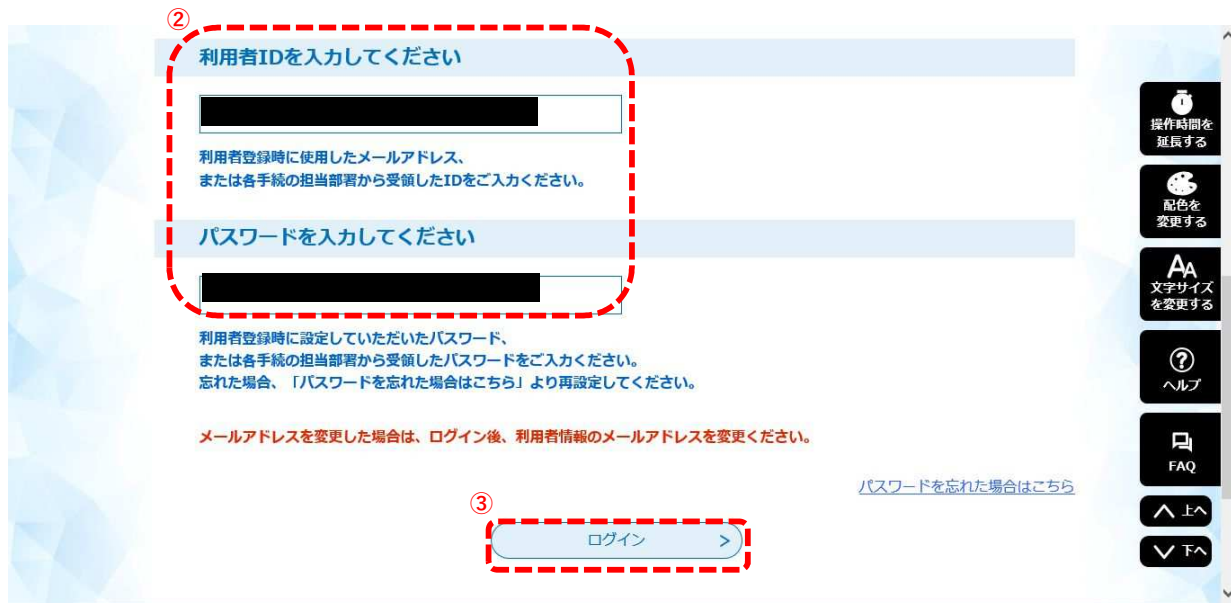 ②
利用者IDを入力してください
利用者登録時に使用したメールアドレス、
または各手続の担当部署から受領したIDをご入力ください。
パスワードを入力してください
利用者登録時に設定していただいたパスワード、
または各手続の担当部署から受領したパスワードをご入力ください。
忘れた場合、「パスワードを忘れた場合はこちら」より再設定してください。
メールアドレスを変更した場合は、ログイン後、利用者情報のメールアドレスを変更ください。
パスワードを忘れた場合はこちら
③
ログイン
操作時間を
延長する
配色を
変更する
AA
文字サイズ
を変更する
?
ヘルプ
FAQ
上へ
下へ